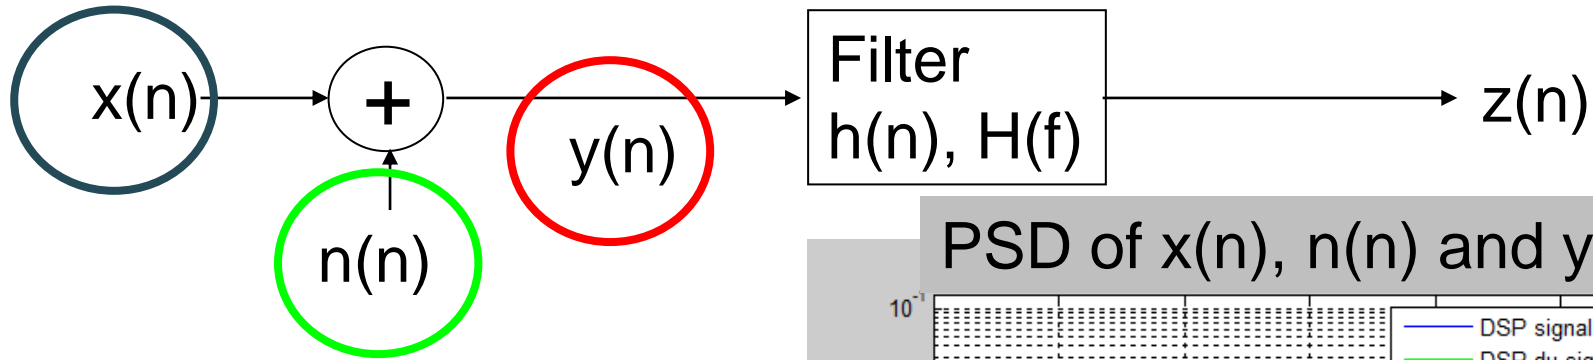 x(n)
+
y(n)
n(n)
Filter
h(n), H(f)
z(n)
PSD of x(n), n(n) and y
10^-1
DSP signal